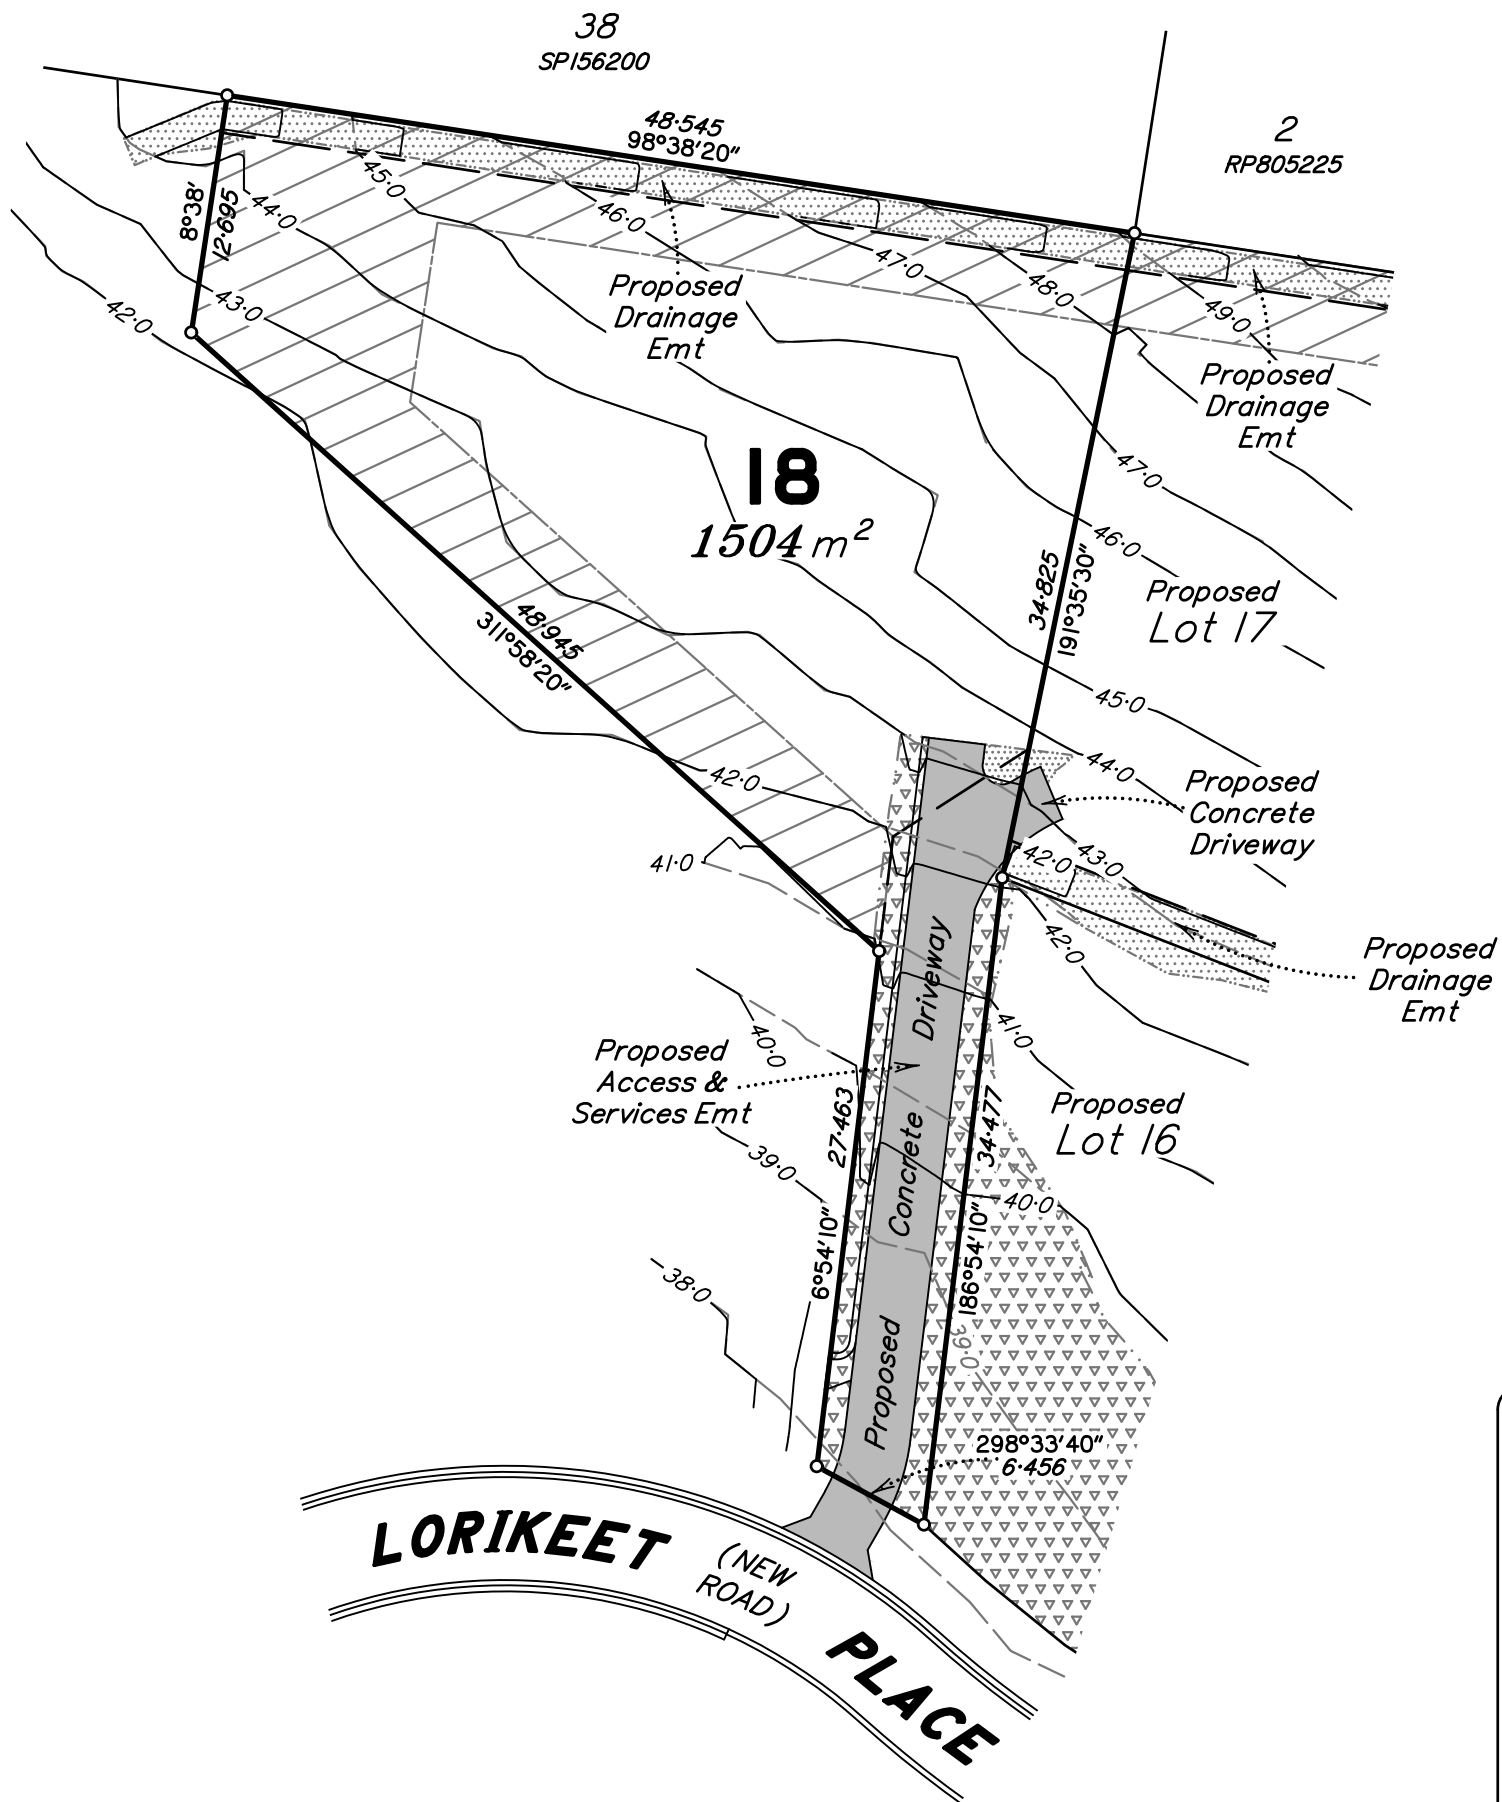 38
SP156200
2
RP805225
48·545
98°38'20"
8°38'
12·695
45·0
44·0
46·0
47·0
48·0
49·0
43·0
42·0
Proposed
Drainage
Emt
Proposed
Drainage
Emt
18
1504 m²
47·0
46·0
34·825
191°35'30"
Proposed
Lot 17
48·945
311°58'20"
45·0
44·0
42·0
41·0
Proposed
Concrete
Driveway
42·0
43·0
42·0
Proposed
Drainage
Emt
41·0
40·0
Proposed
Access &
Services Emt
Proposed Concrete Driveway
27·463
6°54'10"
34·477
186°54'10"
Proposed
Lot 16
39·0
40·0
38·0
39·0
298°33'40"
6·456
LORIKEET PLACE
(NEW
ROAD)